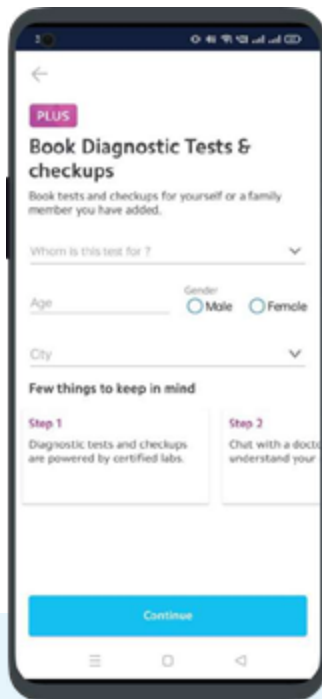 PLUS
Book Diagnostic Tests &
checkups
Book tests and checkups for yourself or a family
member you have added.
Whom is this test for ?
Gender
Age
Male
Female
City
Few things to keep in mind
Step 1
Diagnostic tests and checkups
are powered by certified labs.
Step 2
Chat with a docto
understand your
Continue